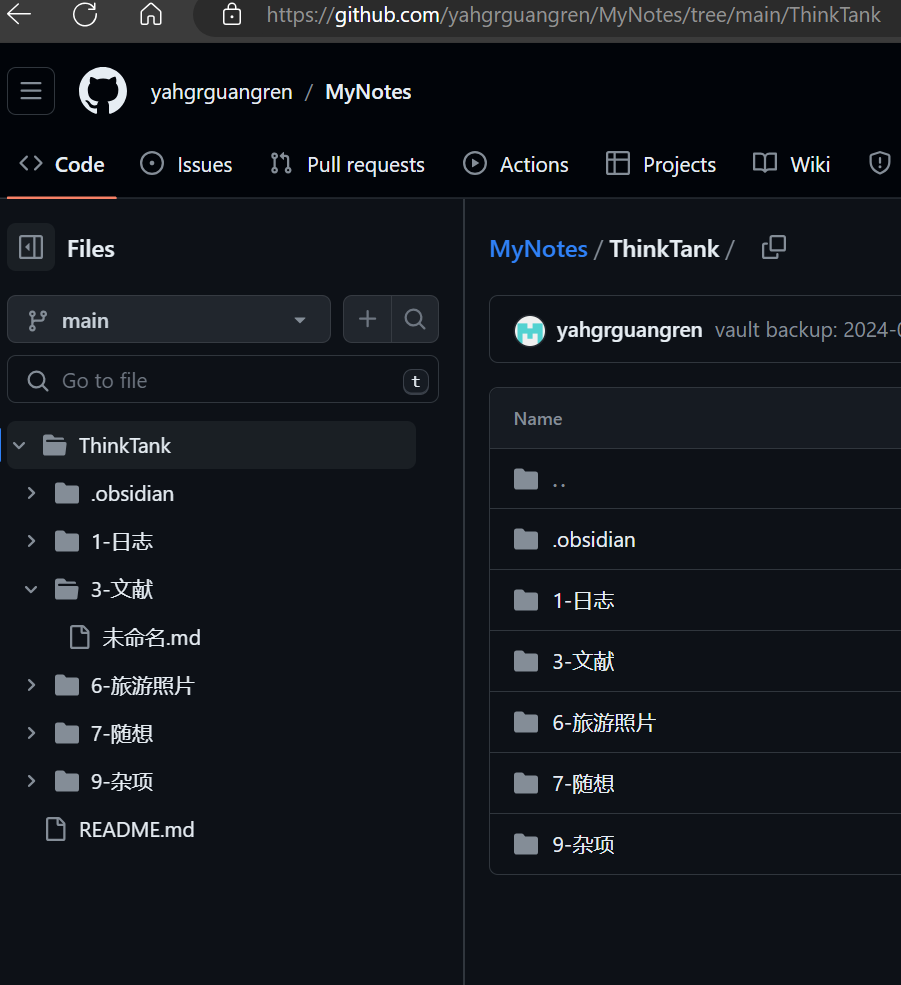 https://github.com/yahgrguangren/MyNotes/tree/main/ThinkTank
yahgrguangren / MyNotes
Code Issues Pull requests Actions Projects Wiki
Files
main
Go to file t
ThinkTank
.obsidian
1-日志
3-文献
未命名.md
6-旅游照片
7-随想
9-杂项
README.md
MyNotes / ThinkTank /
yahgrguangren vault backup: 2024-0
Name
..
.obsidian
1-日志
3-文献
6-旅游照片
7-随想
9-杂项